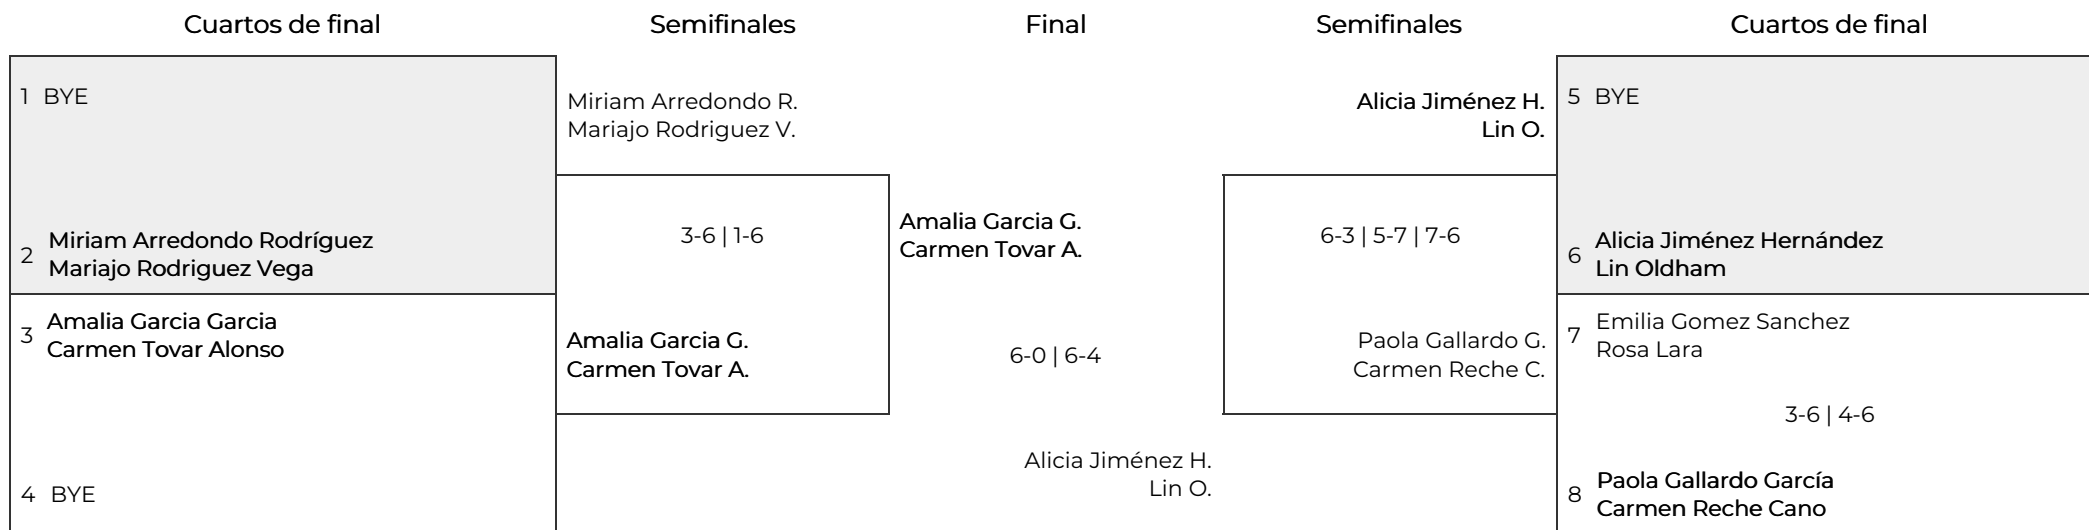 Cuartos de final
Semifinales
Final
Semifinales
Cuartos de final
1 BYE
2 Miriam Arredondo Rodríguez
Mariajo Rodriguez Vega
3 Amalia Garcia Garcia
Carmen Tovar Alonso
4 BYE
Miriam Arredondo R.
Mariajo Rodriguez V.
3-6 | 1-6
Amalia Garcia G.
Carmen Tovar A.
Amalia Garcia G.
Carmen Tovar A.
6-0 | 6-4
Alicia Jiménez H.
Lin O.
Alicia Jiménez H.
Lin O.
6-3 | 5-7 | 7-6
Paola Gallardo G.
Carmen Reche C.
5 BYE
6 Alicia Jiménez Hernández
Lin Oldham
7 Emilia Gomez Sanchez
Rosa Lara
3-6 | 4-6
8 Paola Gallardo García
Carmen Reche Cano